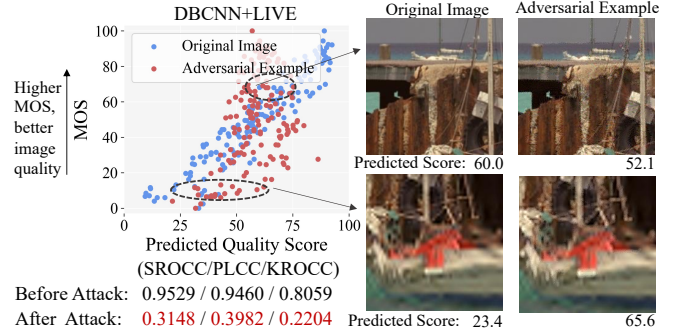 DBCNN+LIVE
Original Image
Adversarial Example
100
80
60
40
20
0
MOS
Higher
MOS,
better
image
quality
0 25 50 75 100
Predicted Quality Score
(SROCC/PLCC/KROCC)
Before Attack: 0.9529 / 0.9460 / 0.8059
After Attack: 0.3148 / 0.3982 / 0.2204
Original Image Adversarial Example
Predicted Score: 60.0 52.1
Predicted Score: 23.4 65.6